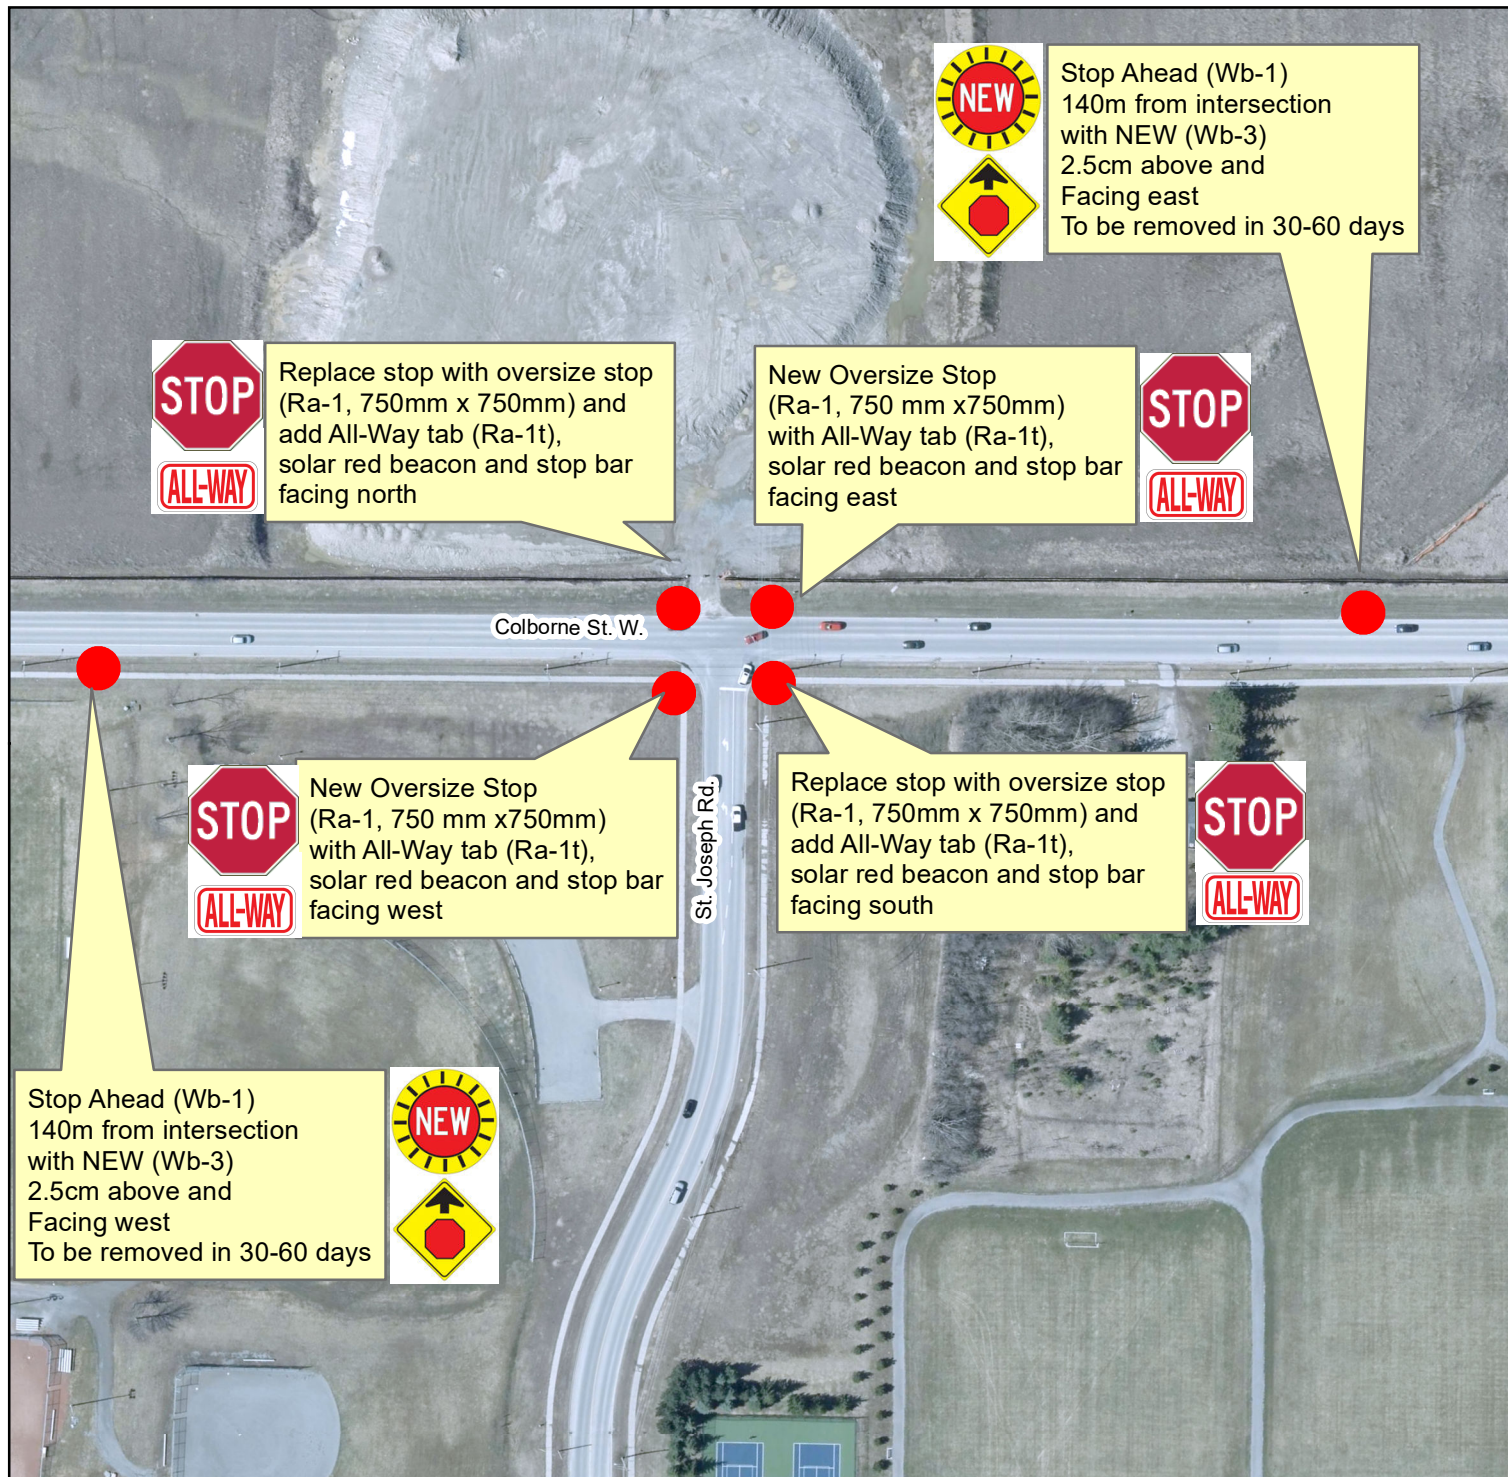 NEW
Stop Ahead (Wb-1)
140m from intersection
with NEW (Wb-3)
2.5cm above and
Facing east
To be removed in 30-60 days
STOP
ALL-WAY
Replace stop with oversize stop
(Ra-1, 750mm x 750mm) and
add All-Way tab (Ra-1t),
solar red beacon and stop bar
facing north
New Oversize Stop
(Ra-1, 750 mm x750mm)
with All-Way tab (Ra-1t),
solar red beacon and stop bar
facing east
STOP
ALL-WAY
Colborne St. W.
STOP
ALL-WAY
New Oversize Stop
(Ra-1, 750 mm x750mm)
with All-Way tab (Ra-1t),
solar red beacon and stop bar
facing west
St. Joseph Rd.
Replace stop with oversize stop
(Ra-1, 750mm x 750mm) and
add All-Way tab (Ra-1t),
solar red beacon and stop bar
facing south
STOP
ALL-WAY
Stop Ahead (Wb-1)
140m from intersection
with NEW (Wb-3)
2.5cm above and
Facing west
To be removed in 30-60 days
NEW